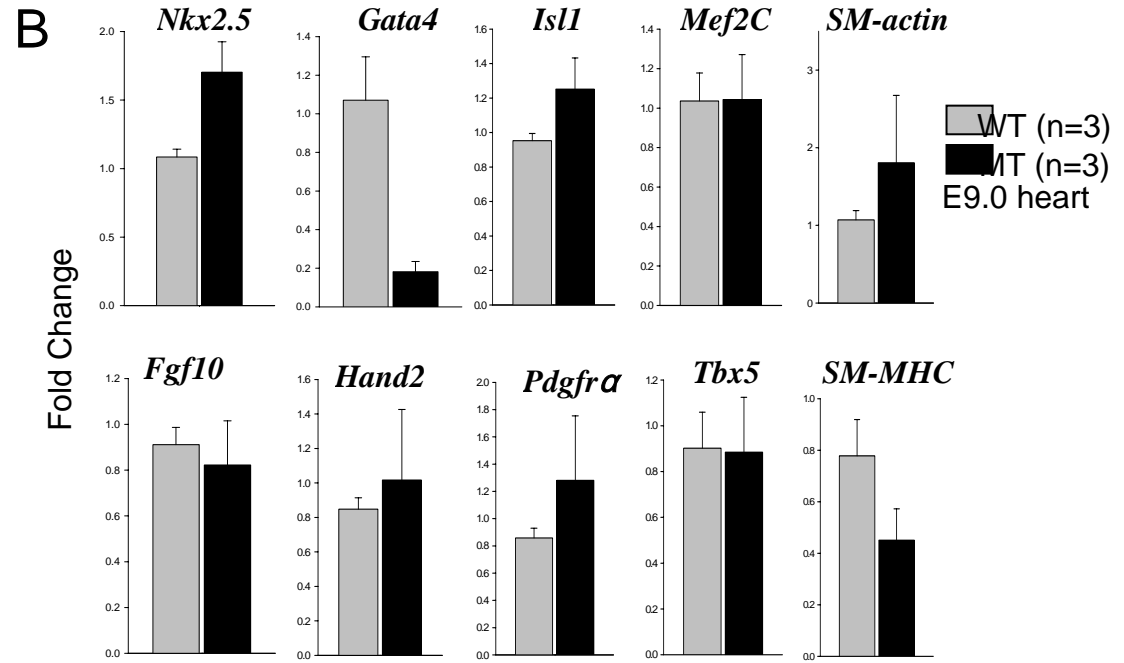 B
Nkx2.5 Gata4 Isl1 Mef2C SM-actin
2.0 1.5 1.0 0.5 0.0
1.4 1.2 1.0 0.8 0.6 0.4 0.2 0.0
1.6 1.4 1.2 1.0 0.8 0.6 0.4 0.2 0.0
1.4 1.2 1.0 0.8 0.6 0.4 0.2 0.0
3 2 1 0
WT (n=3)
MT (n=3)
E9.0 heart
Fold Change
Fgf10 Hand2 Pdgfrα Tbx5 SM-MHC
1.2 1.0 0.8 0.6 0.4 0.2 0.0
1.6 1.4 1.2 1.0 0.8 0.6 0.4 0.2 0.0
2.0 1.8 1.6 1.4 1.2 1.0 0.8 0.6 0.4 0.2 0.0
1.2 1.0 0.8 0.6 0.4 0.2 0.0
1.0 0.8 0.6 0.4 0.2 0.0